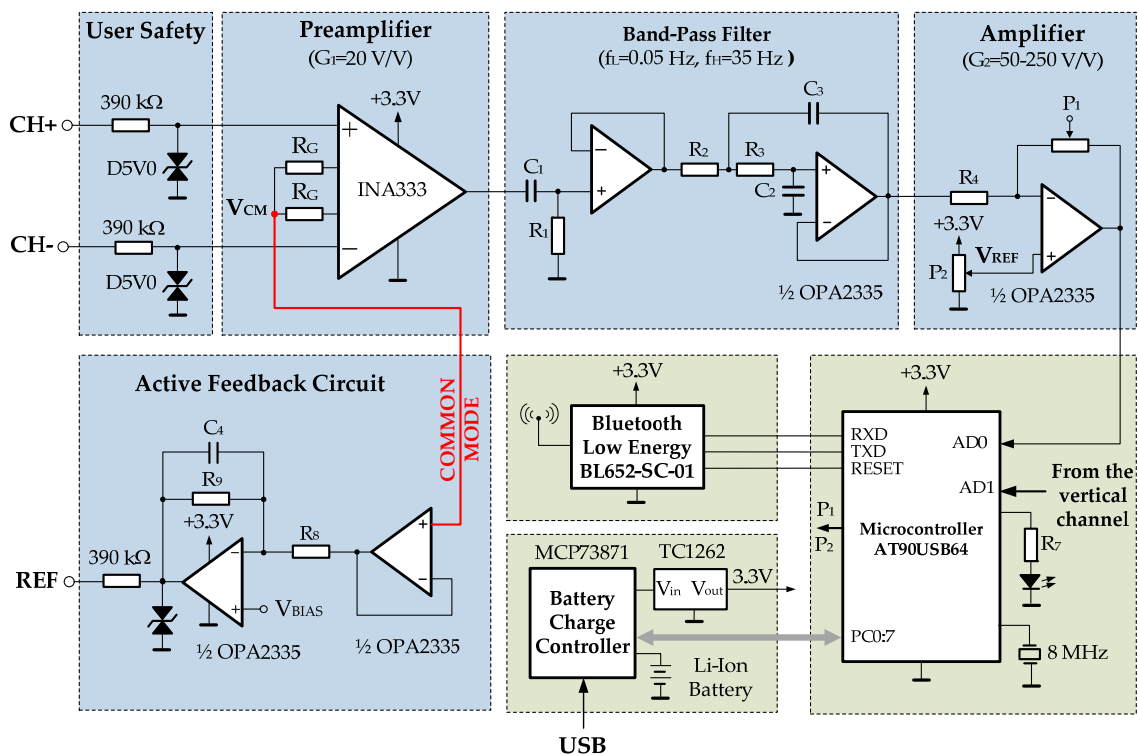 User Safety
390 kΩ
CH+
D5V0
390 kΩ
CH-
D5V0
Preamplifier
(G1=20 V/V)
+3.3V
+
RG
RG
INA333
VCM
−
Band-Pass Filter
(fL=0.05 Hz, fH=35 Hz )
C3
−
+
C1
R1
R2
R3
C2
+
−
½ OPA2335
Amplifier
(G2=50-250 V/V)
P1
R4
−
+
+3.3V
P2
VREF
½ OPA2335
Active Feedback Circuit
COMMON
MODE
C4
R9
+3.3V
390 kΩ
REF
−
+
VBIAS
R8
+
−
½ OPA2335
½ OPA2335
+3.3V
Bluetooth
Low Energy
BL652-SC-01
MCP73871
TC1262
Vin Vout
3.3V
Battery
Charge
Controller
Li-Ion
Battery
USB
+3.3V
RXD
TXD
RESET
AD0
AD1
From the
vertical
channel
P1
P2
Microcontroller
AT90USB64
R7
PC0:7
8 MHz